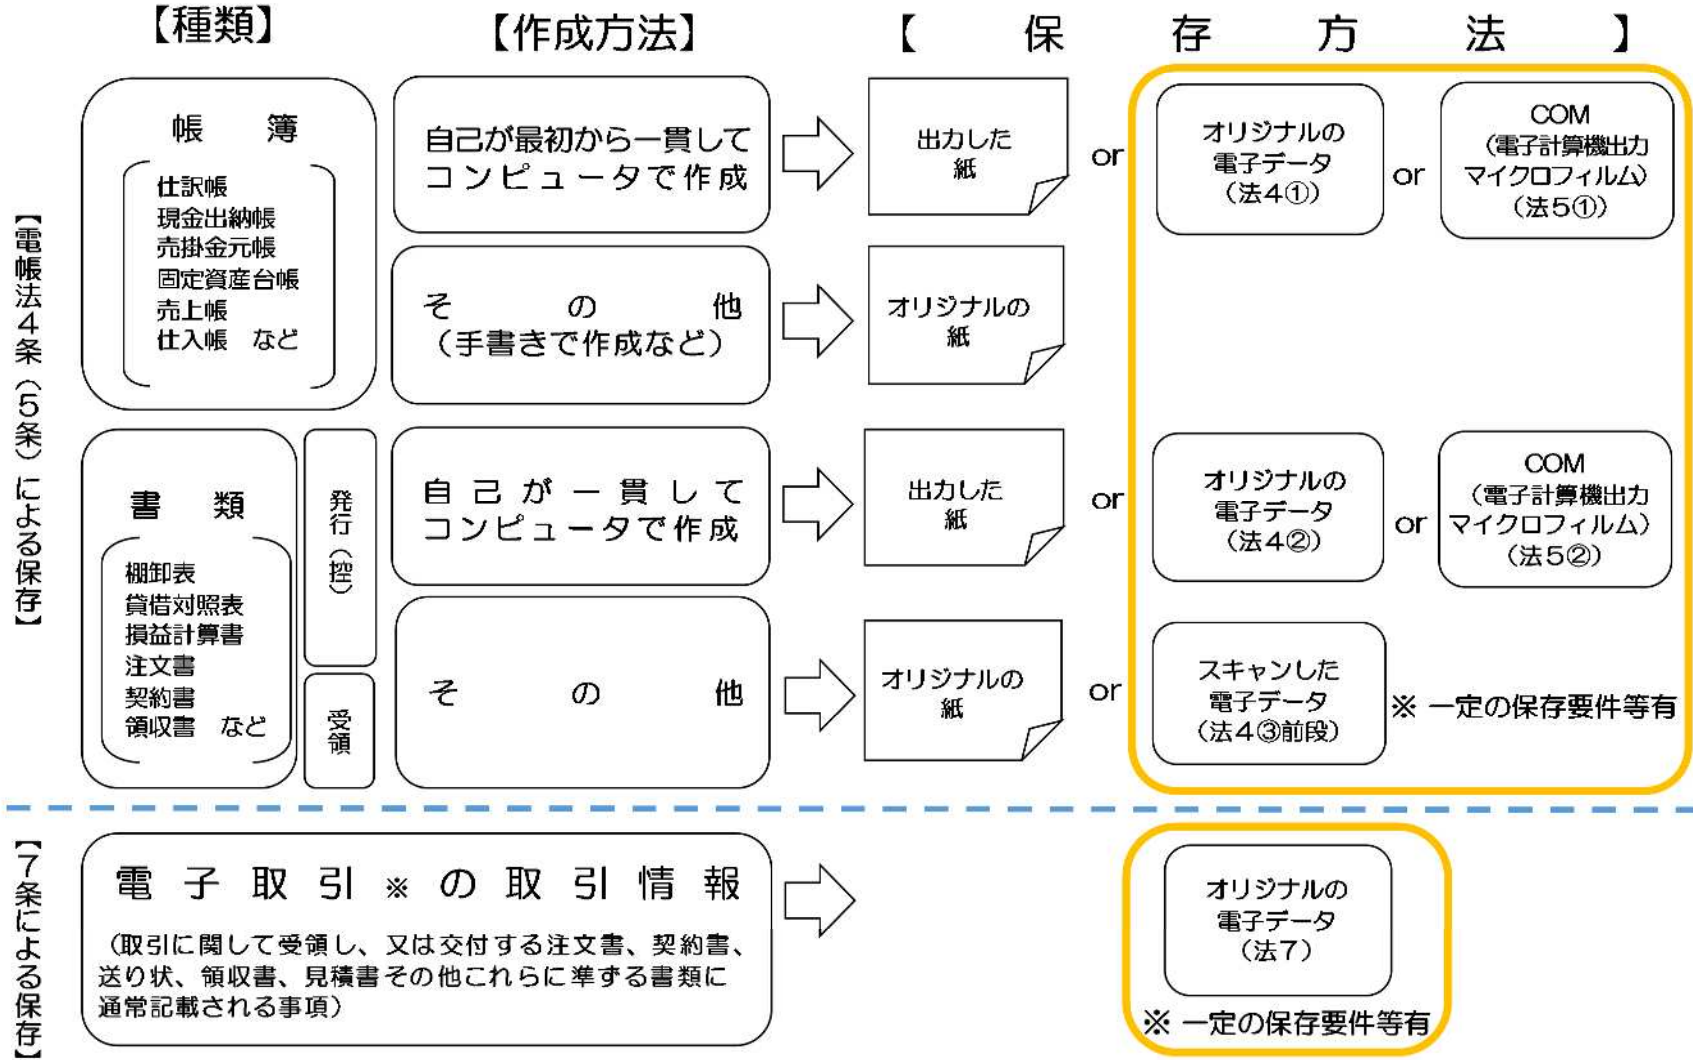 【種類】
【作成方法】
【保存方法】
【電帳法4条（5条）による保存】
帳簿
仕訳帳
現金出納帳
売掛金元帳
固定資産台帳
売上帳
仕入帳 など
自己が最初から一貫して
コンピュータで作成
出力した
紙
or
オリジナルの
電子データ
（法4①）
or
COM
（電子計算機出力
マイクロフィルム）
（法5①）
その他
（手書きで作成など）
オリジナルの
紙
書類
棚卸表
貸借対照表
損益計算書
注文書
契約書
領収書 など
発行（控）
受領
自己が一貫して
コンピュータで作成
出力した
紙
or
オリジナルの
電子データ
（法4②）
or
COM
（電子計算機出力
マイクロフィルム）
（法5②）
その他
オリジナルの
紙
or
スキャンした
電子データ
（法4③前段）
※ 一定の保存要件等有
【7条による保存】
電子取引※の取引情報
（取引に関して受領し、又は交付する注文書、契約書、
送り状、領収書、見積書その他これらに準ずる書類に
通常記載される事項）
オリジナルの
電子データ
（法7）
※ 一定の保存要件等有